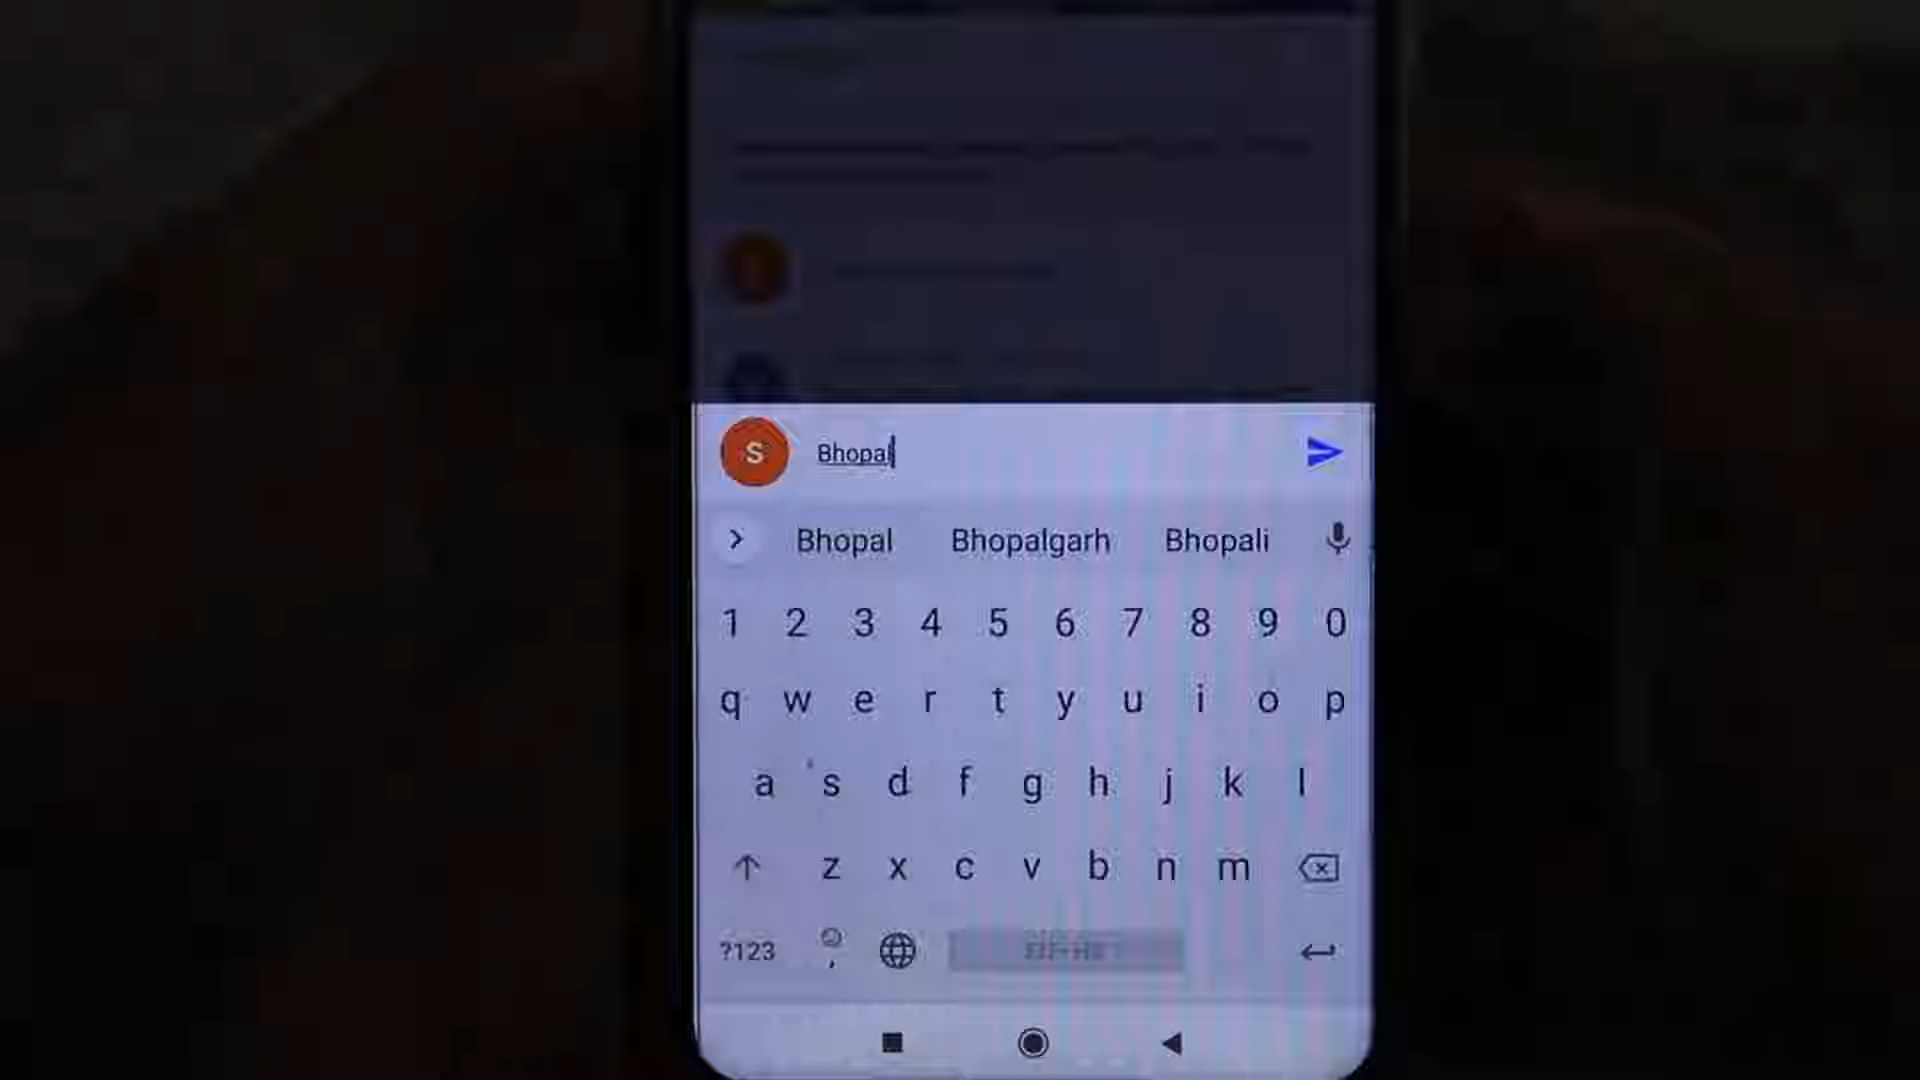 S Bhopal
Bhopal Bhopalgarh Bhopali
1 2 3 4 5 6 7 8 9 0
q w e r t y u i o p
a s d f g h j k l
z x c v b n m
?123 ,